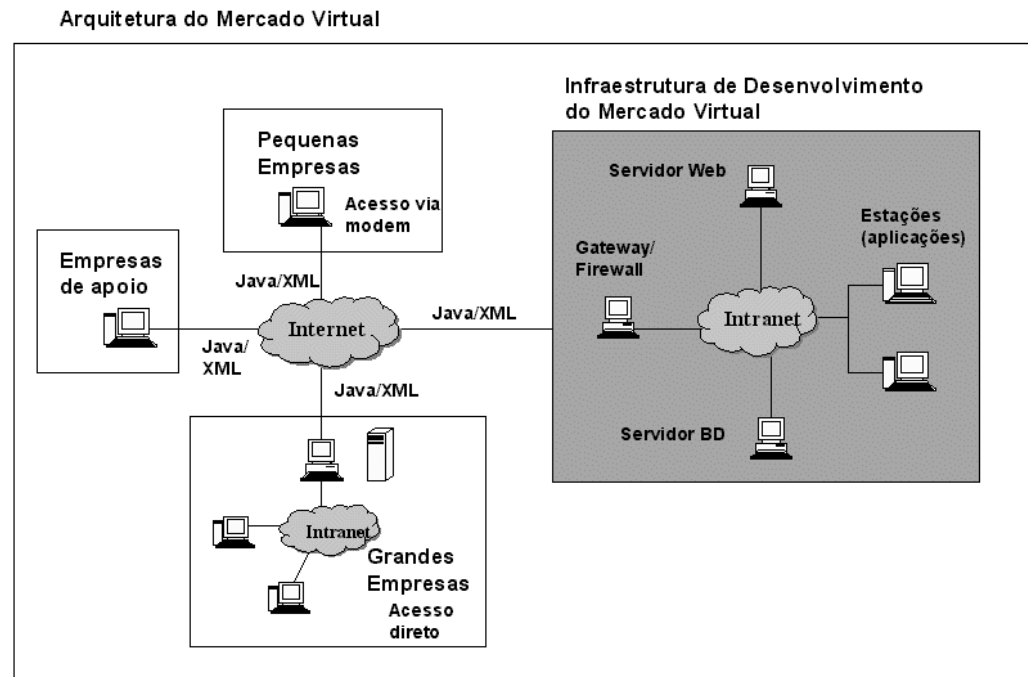 Arquitetura do Mercado Virtual
Infraestrutura de Desenvolvimento
do Mercado Virtual
Pequenas
Empresas
Acesso via
modem
Empresas
de apoio
Java/XML
Internet
Java/XML
Java/
XML
Java/XML
Servidor Web
Estações
(aplicações)
Gateway/
Firewall
Intranet
Servidor BD
Intranet
Grandes
Empresas
Acesso
direto